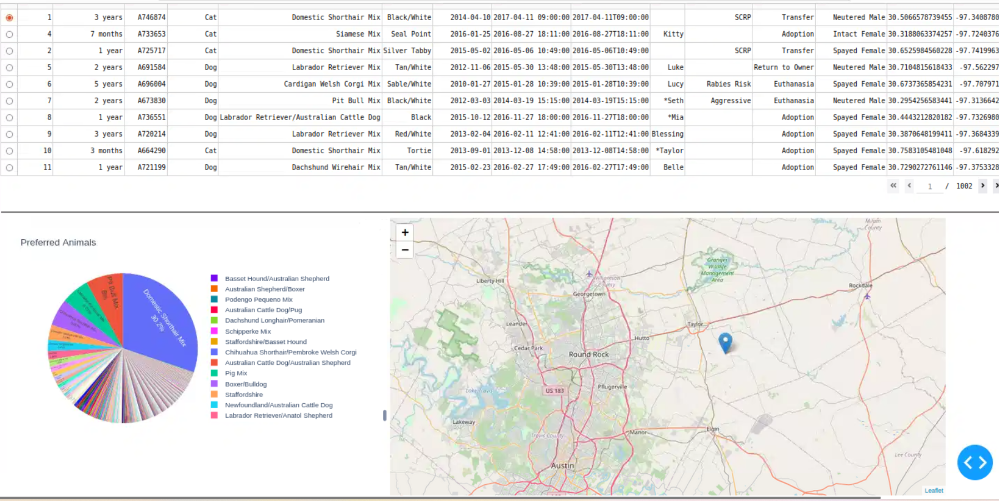 1 3 years A746874 Cat Domestic Shorthair Mix Black/White 2014-04-10 2017-04-11 09:00:00 2017-04-11T09:00:00 SCRP Transfer Neutered Male 30.5066578739455 -97.3408780
4 7 months A733653 Cat Siamese Mix Seal Point 2016-01-25 2016-08-27 18:11:00 2016-08-27T18:11:00 Kitty Adoption Intact Female 30.3188063374257 -97.7240376
2 1 year A725717 Cat Domestic Shorthair Mix Silver Tabby 2015-05-02 2016-05-06 10:49:00 2016-05-06T10:49:00 SCRP Transfer Spayed Female 30.6525984560228 -97.7419963
5 2 years A691584 Dog Labrador Retriever Mix Tan/White 2012-11-06 2015-05-30 13:48:00 2015-05-30T13:48:00 Luke Return to Owner Neutered Male 30.7104815618433 -97.562297
6 5 years A696004 Dog Cardigan Welsh Corgi Mix Sable/White 2010-01-27 2015-01-28 10:39:00 2015-01-28T10:39:00 Lucy Rabies Risk Euthanasia Spayed Female 30.6737365854231 -97.707971
7 2 years A673830 Dog Pit Bull Mix Black/White 2012-03-03 2014-03-19 15:15:00 2014-03-19T15:15:00 *Seth Aggressive Euthanasia Neutered Male 30.2954256583441 -97.3136642
8 1 year A736551 Dog Labrador Retriever/Australian Cattle Dog Black 2015-10-12 2016-11-27 18:00:00 2016-11-27T18:00:00 *Mia Adoption Spayed Female 30.4443212820182 -97.7326980
9 3 years A720214 Dog Labrador Retriever Mix Red/White 2013-02-04 2016-02-11 12:41:00 2016-02-11T12:41:00 Blessing Adoption Spayed Female 30.3870648199411 -97.3684339
10 3 months A664290 Cat Domestic Shorthair Mix Tortie 2013-09-01 2013-12-08 14:58:00 2013-12-08T14:58:00 *Taylor Adoption Spayed Female 30.7583105481048 -97.618292
11 1 year A721199 Dog Dachshund Wirehair Mix Tan/White 2015-02-23 2016-02-27 17:49:00 2016-02-27T17:49:00 Belle Adoption Spayed Female 30.7290272761146 -97.3753328
1 / 1002
Preferred Animals
Pit Bull Mix
Domestic Shorthair Mix
30.2%
Basset Hound/Australian Shepherd
Australian Shepherd/Boxer
Podengo Pequeno Mix
Australian Cattle Dog/Pug
Dachshund Longhair/Pomeranian
Schipperke Mix
Staffordshire/Basset Hound
Chihuahua Shorthair/Pembroke Welsh Corgi
Australian Cattle Dog/Australian Shepherd
Pig Mix
Boxer/Bulldog
Staffordshire
Newfoundland/Australian Cattle Dog
Labrador Retriever/Anatol Shepherd
+
−
Milam
County
Granger
Wildlife
Management
Area
Liberty Hill
Williamson
County
Georgetown
Rockdale
Leander
Taylor
Hutto
Cedar Park
Round Rock
Pflugerville
Lake Travis
US 183
Lakeway
Manor
Elgin
Travis County
Lee County
Austin
Leaflet